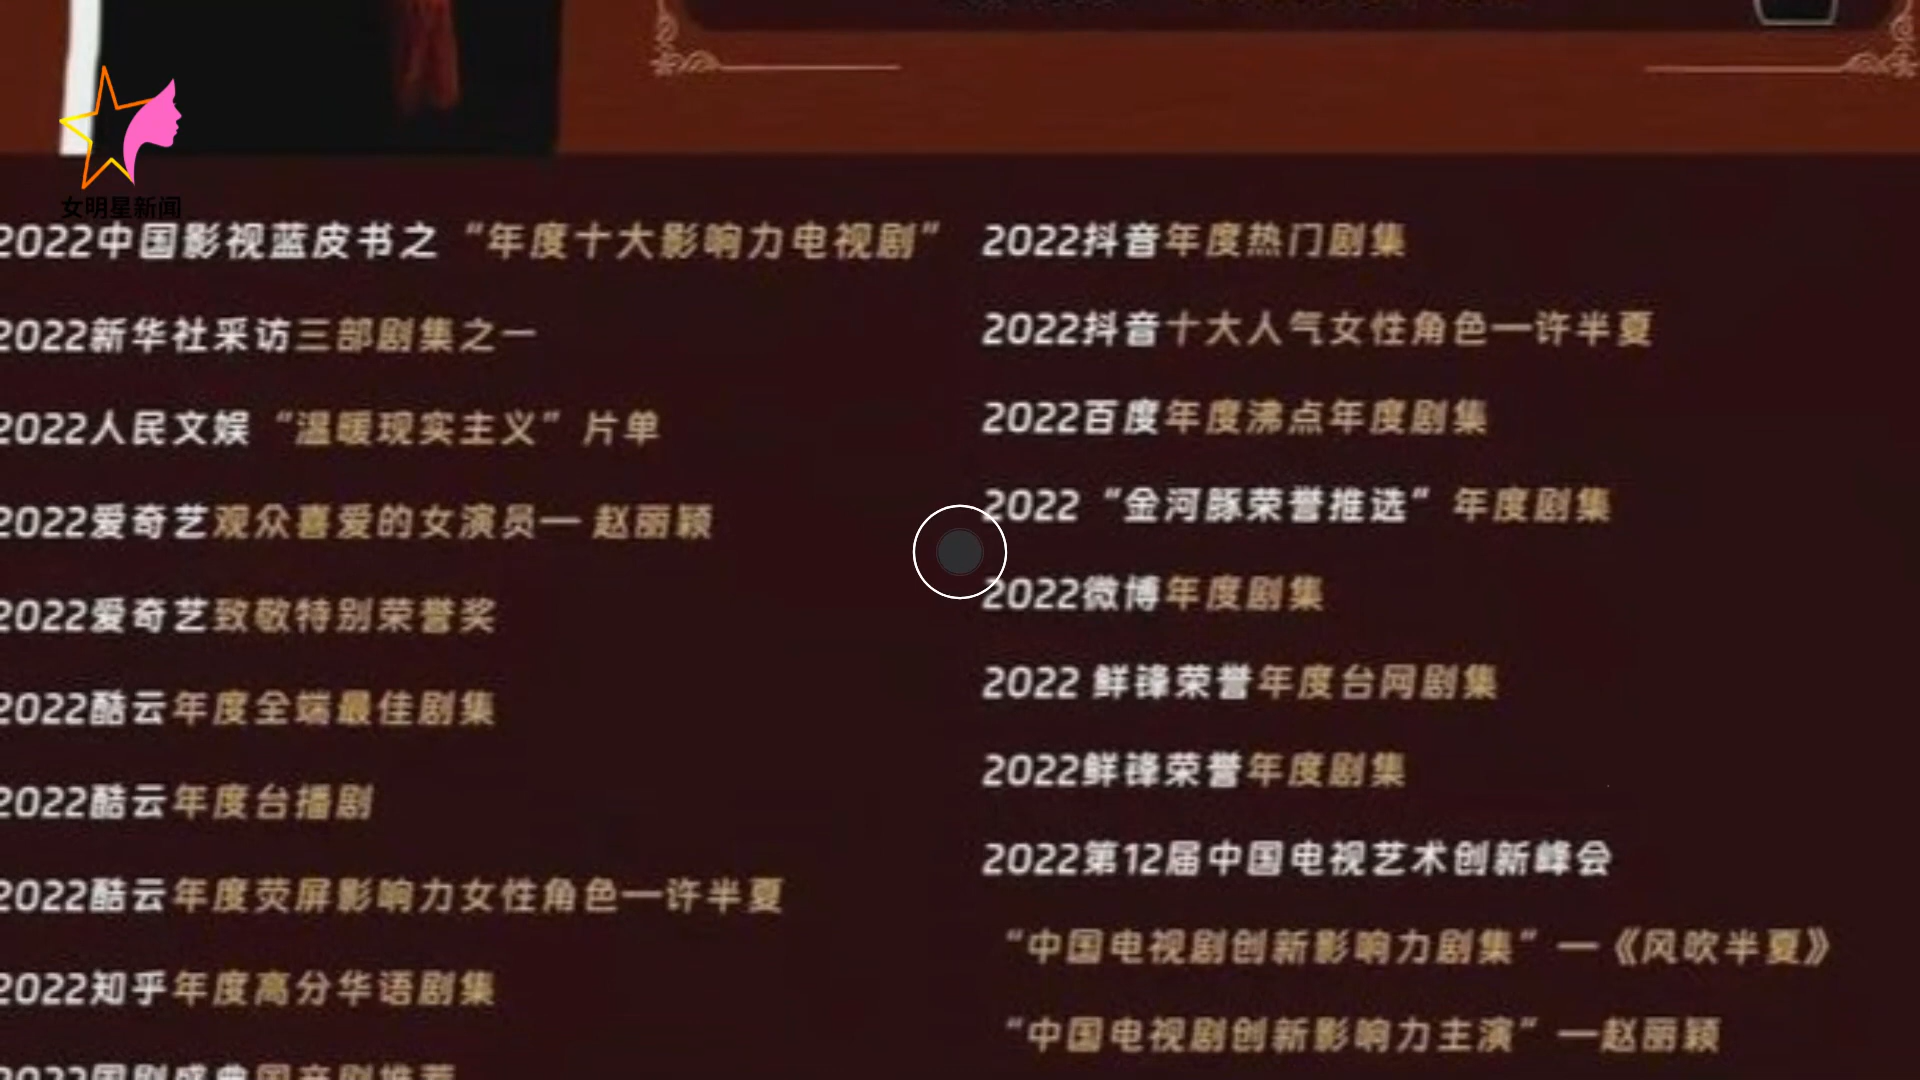 女明星新闻
2022中国影视蓝皮书之“年度十大影响力电视剧”
2022新华社采访三部剧集之一
2022人民文娱“温暖现实主义”片单
2022爱奇艺观众喜爱的女演员一 赵丽颖
2022爱奇艺致敬特别荣誉奖
2022酷云年度全端最佳剧集
2022酷云年度台播剧
2022酷云年度荧屏影响力女性角色一许半夏
2022知乎年度高分华语剧集
2022国剧盛典国产剧推荐
2022抖音年度热门剧集
2022抖音十大人气女性角色一许半夏
2022百度年度沸点年度剧集
2022“金河豚荣誉推选”年度剧集
2022微博年度剧集
2022 鲜锋荣誉年度台网剧集
2022鲜锋荣誉年度剧集
2022第12届中国电视艺术创新峰会
“中国电视剧创新影响力剧集”一《风吹半夏》
“中国电视剧创新影响力主演”一赵丽颖